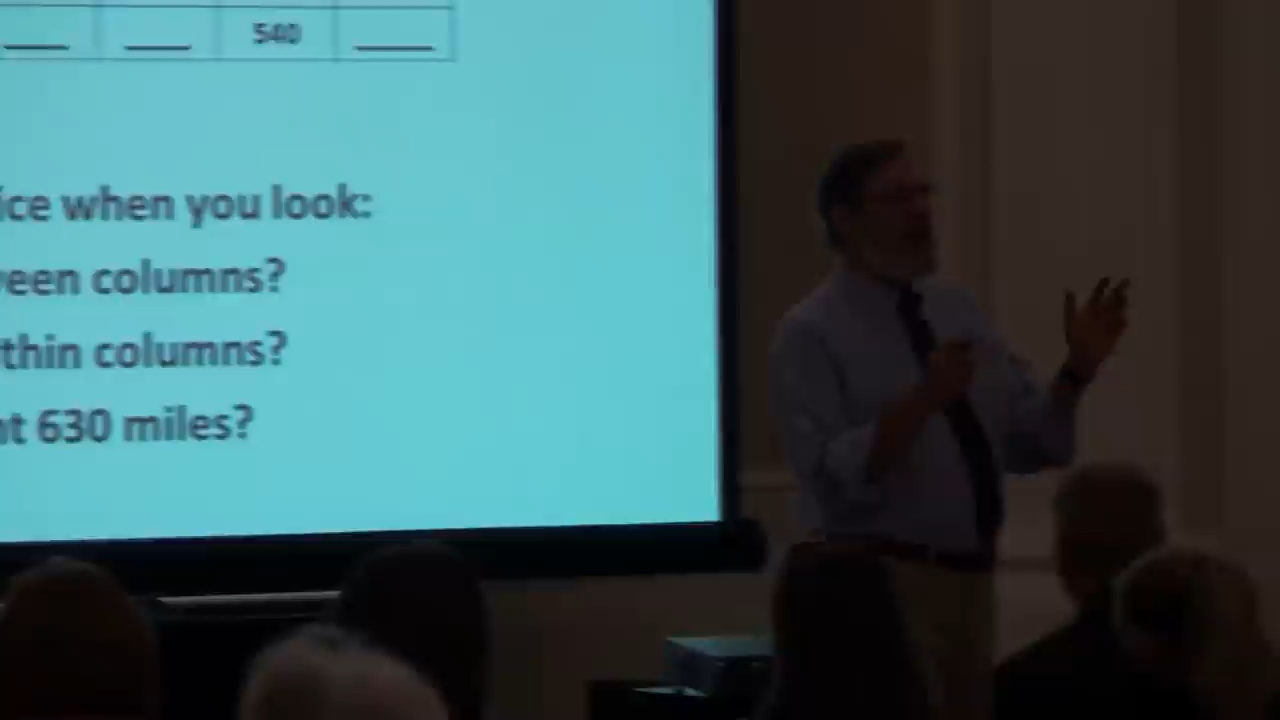 540
ice when you look:
een columns?
thin columns?
t 630 miles?